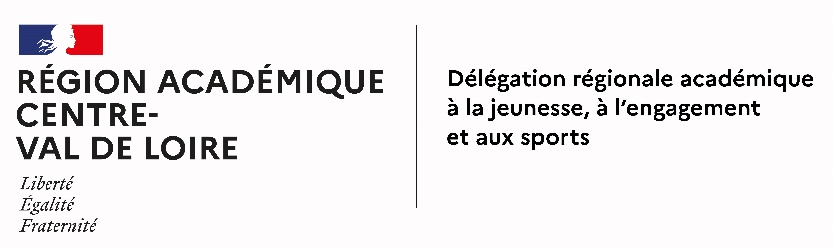 RÉGION ACADÉMIQUE
CENTRE-
VAL DE LOIRE
Liberté
Égalité
Fraternité
Délégation régionale académique
à la jeunesse, à l'engagement
et aux sports